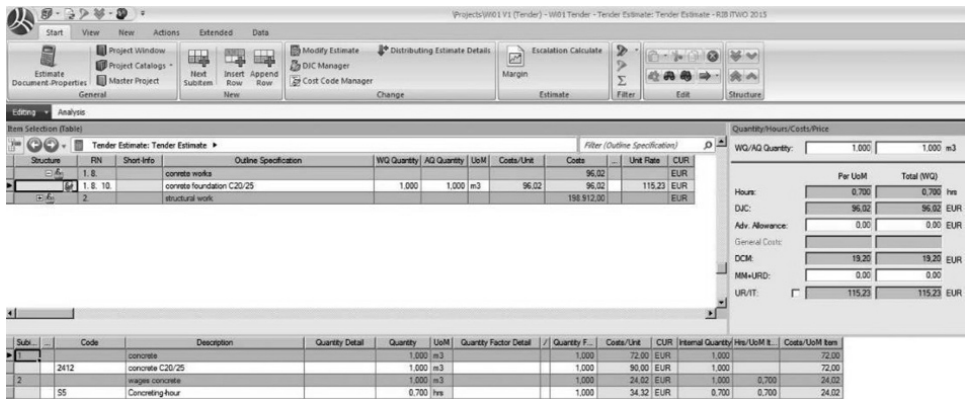 \Projects\Wi01 V1 (Tender) - Wi01 Tender - Tender Estimate: Tender Estimate - RIB iTWO 2015
Start View New Actions Extended Data
Estimate Document-Properties
Project Window
Project Catalogs
Master Project
General
Next Subitem
Insert Row
Append Row
New
Modify Estimate
DJC Manager
Cost Code Manager
Distributing Estimate Details
Change
Margin
Escalation Calculate
Estimate
Filter
Edit
Structure
Editing Analysis
Item Selection (Table)
Tender Estimate: Tender Estimate
Filter (Outline Specification)
Structure RN Short-Info Outline Specification WQ Quantity AQ Quantity UoM Costs/Unit Costs ... Unit Rate CUR
1. 8. conrete works 96,02 EUR
1. 8. 10. conrete foundation C20/25 1,000 1,000 m3 96,02 96,02 115,23 EUR
2. structural work 198.912,00 EUR
Quantity/Hours/Costs/Price
WQ/AQ Quantity: 1,000 1,000 m3
Per UoM Total (WQ)
Hours: 0,700 0,700 hrs
DJC: 96,02 96,02 EUR
Adv. Allowance: 0,00 0,00 EUR
General Costs:
DCM: 19,20 19,20 EUR
MM+URD: 0,00 0,00
UR/IT: 115,23 115,23 EUR
Subi... ... Code Description Quantity Detail Quantity UoM Quantity Factor Detail / Quantity F... Costs/Unit CUR Internal Quantity Hrs/UoM It... Costs/UoM Item
1 concrete 1,000 m3 1,000 72,00 EUR 1,000 72,00
2412 concrete C20/25 1,000 m3 1,000 90,00 EUR 1,000 72,00
2 wages concrete 1,000 m3 1,000 24,02 EUR 1,000 0,700 24,02
S5 Concreting-hour 0,700 hrs 1,000 34,32 EUR 0,700 0,700 24,02